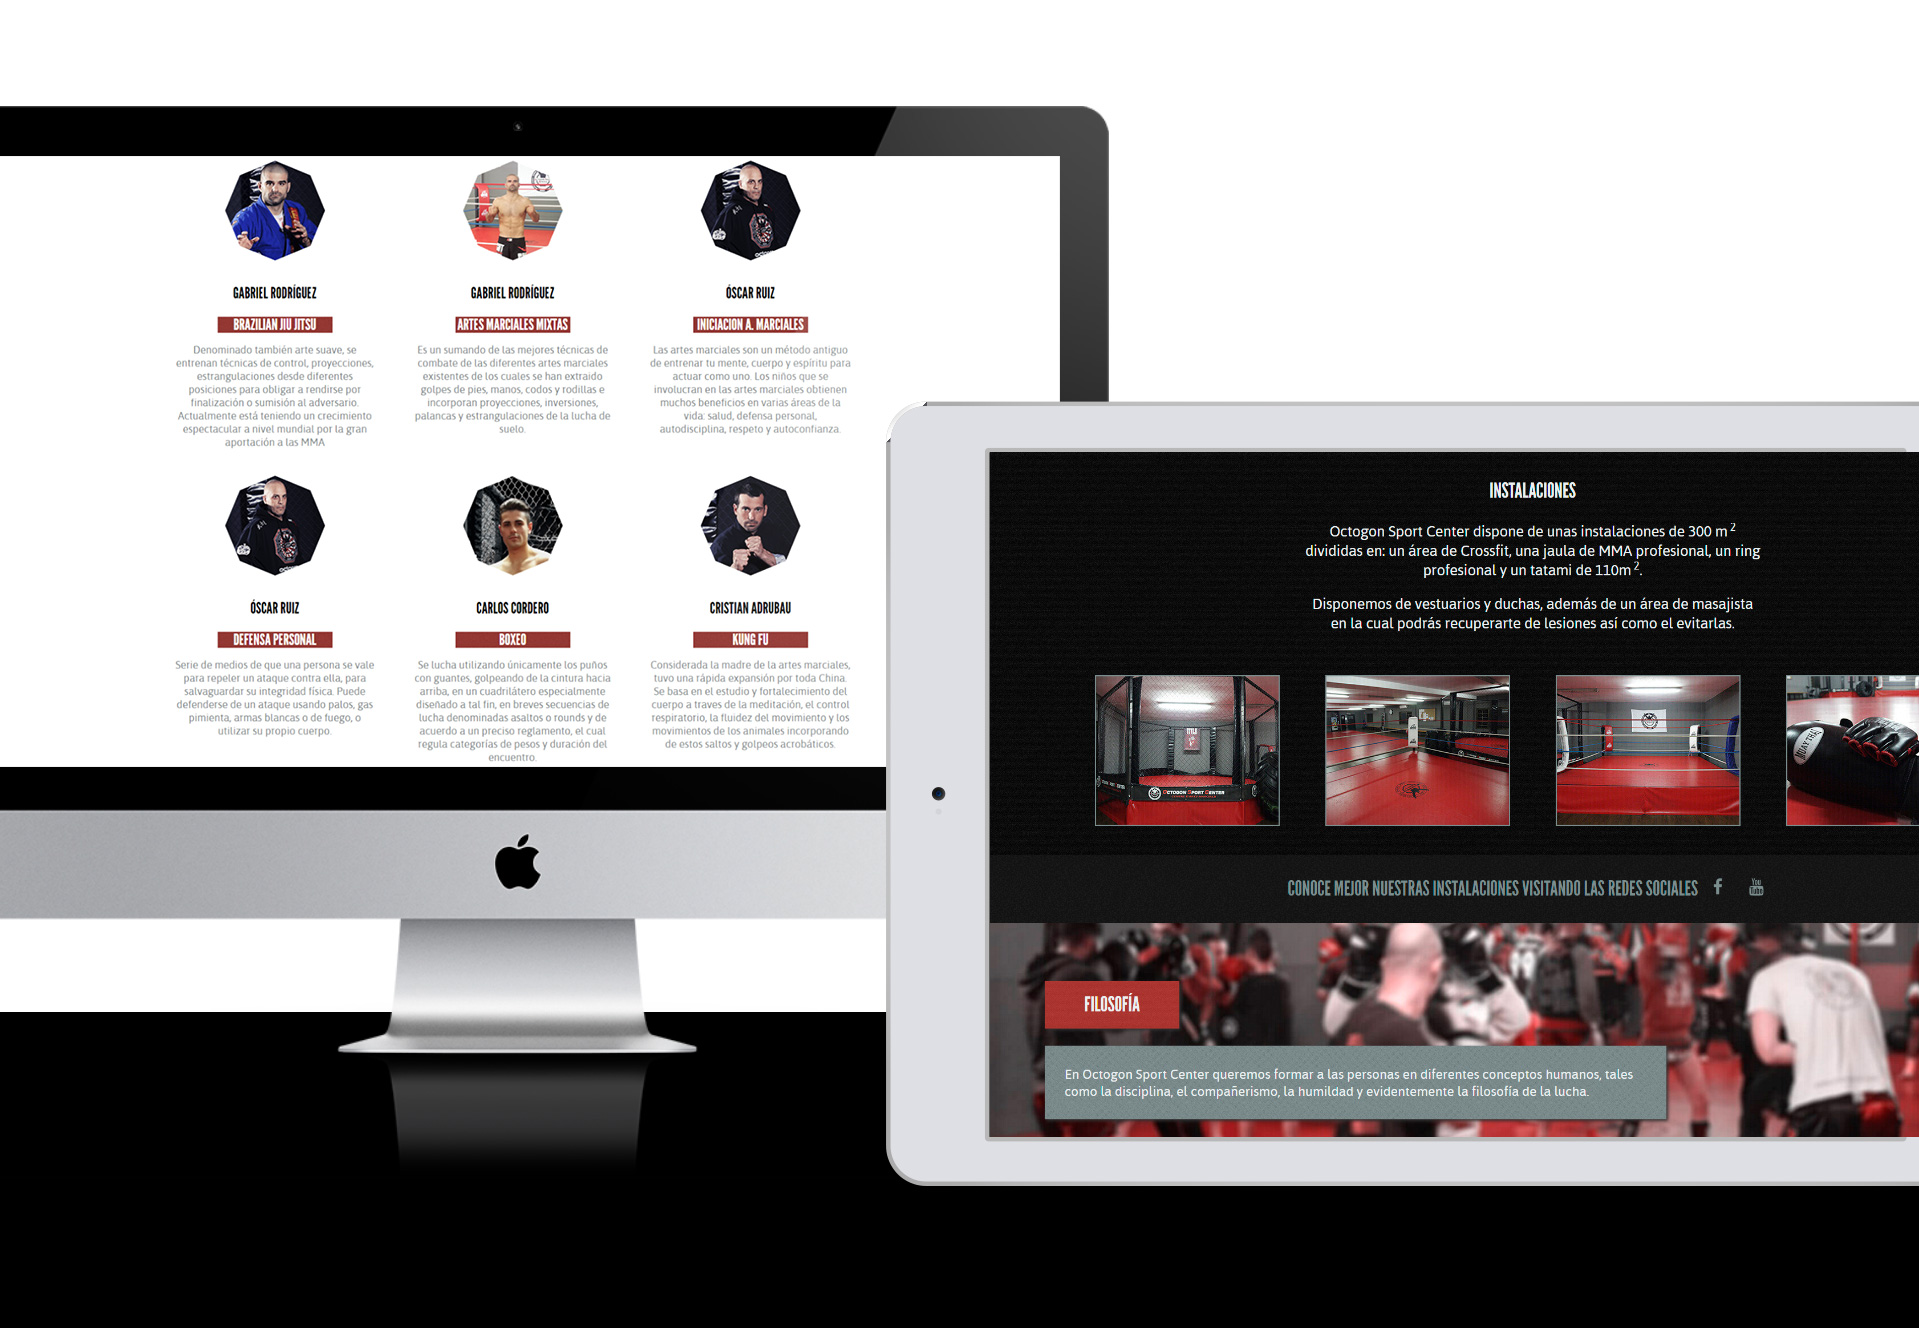 GABRIEL RODRÍGUEZ
BRAZILIAN JIU JITSU
Denominado también arte suave, se
entrenan técnicas de control, proyecciones,
estrangulaciones desde diferentes
posiciones para obligar a rendirse por
finalización o sumisión al adversario.
Actualmente está teniendo un crecimiento
espectacular a nivel mundial por la gran
aportación a las MMA
GABRIEL RODRÍGUEZ
ARTES MARCIALES MIXTAS
Es un sumando de las mejores técnicas de
combate de las diferentes artes marciales
existentes de los cuales se han extraido
golpes de pies, manos, codos y rodillas e
incorporan proyecciones, inversiones,
palancas y estrangulaciones de la lucha de
suelo.
ÓSCAR RUIZ
INICIACION A. MARCIALES
Las artes marciales son un método antiguo
de entrenar tu mente, cuerpo y espíritu para
actuar como uno. Los niños que se
involucran en las artes marciales obtienen
muchos beneficios en varias áreas de la
vida: salud, defensa personal,
autodisciplina, respeto y autoconfianza.
ÓSCAR RUIZ
DEFENSA PERSONAL
Serie de medios de que una persona se vale
para repeler un ataque contra ella, para
salvaguardar su integridad física. Puede
defenderse de un ataque usando palos, gas
pimienta, armas blancas o de fuego, o
utilizar su propio cuerpo.
CARLOS CORDERO
BOXEO
Se lucha utilizando únicamente los puños
con guantes, golpeando de la cintura hacia
arriba, en un cuadrilátero especialmente
diseñado a tal fin, en breves secuencias de
lucha denominadas asaltos o rounds y de
acuerdo a un preciso reglamento, el cual
regula categorías de pesos y duración del
encuentro.
CRISTIAN ADRUBAU
KUNG FU
Considerada la madre de la artes marciales,
tuvo una rápida expansión por toda China.
Se basa en el estudio y fortalecimiento del
cuerpo a traves de la meditación, el control
respiratorio, la fluidez del movimiento y los
movimientos de los animales incorporando
de estos saltos y golpeos acrobáticos.
INSTALACIONES
Octogon Sport Center dispone de unas instalaciones de 300 m²
divididas en: un área de Crossfit, una jaula de MMA profesional, un ring
profesional y un tatami de 110m².
Disponemos de vestuarios y duchas, además de un área de masajista
en la cual podrás recuperarte de lesiones así como el evitarlas.
OCTOGON SPORT CENTER
MUAYTHAI
CONOCE MEJOR NUESTRAS INSTALACIONES VISITANDO LAS REDES SOCIALES
You
Tube
FILOSOFÍA
En Octogon Sport Center queremos formar a las personas en diferentes conceptos humanos, tales
como la disciplina, el compañerismo, la humildad y evidentemente la filosofía de la lucha.